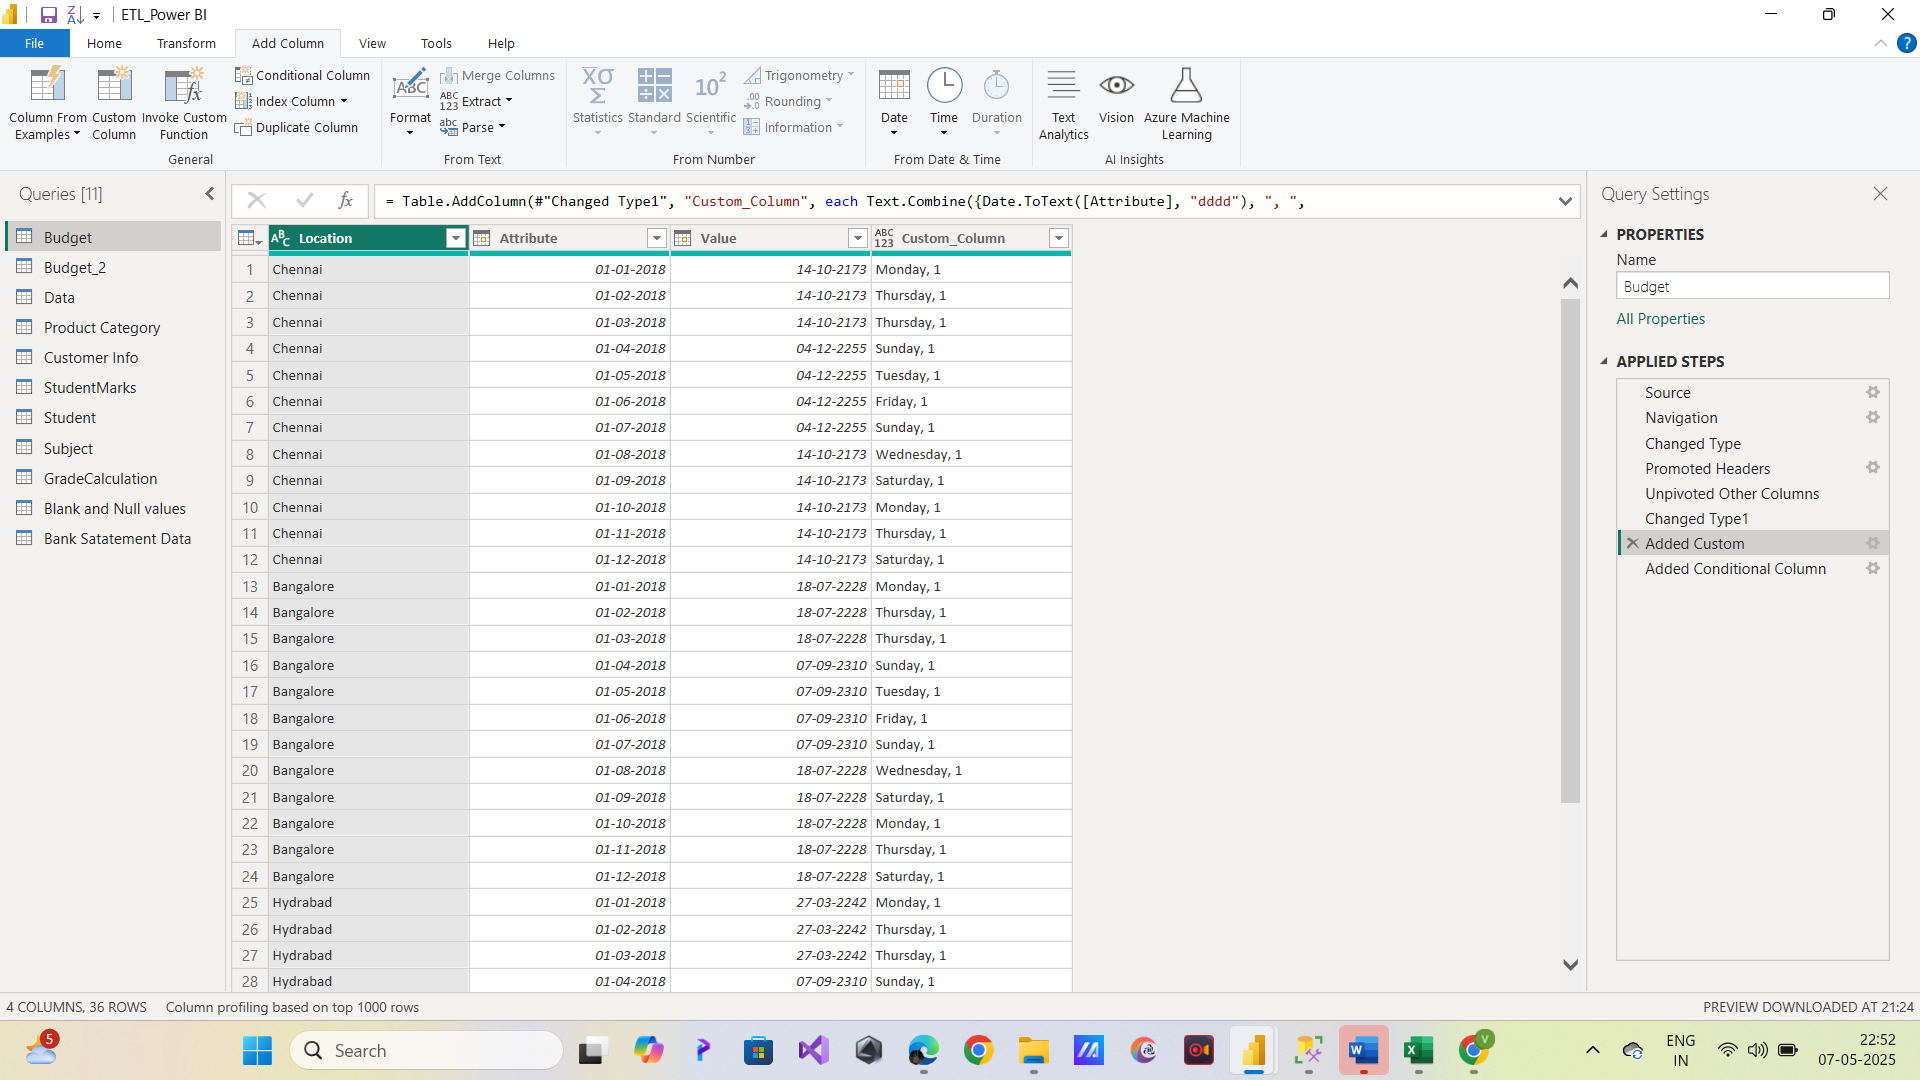 ETL_Power BI
File Home Transform Add Column View Tools Help
Column From Examples
Custom Column
Invoke Custom Function
Conditional Column
Index Column
Duplicate Column
General
Format
Merge Columns
Extract
Parse
From Text
Statistics
Standard
Scientific
Trigonometry
Rounding
Information
From Number
Date
Time
Duration
From Date & Time
Text Analytics
Vision
Azure Machine Learning
AI Insights
Queries [11]
Budget
Budget_2
Data
Product Category
Customer Info
StudentMarks
Student
Subject
GradeCalculation
Blank and Null values
Bank Satatement Data
= Table.AddColumn(#"Changed Type1", "Custom_Column", each Text.Combine({Date.ToText([Attribute], "dddd"), ", ",
Location Attribute Value ABC 123 Custom_Column
1 Chennai 01-01-2018 14-10-2173 Monday, 1
2 Chennai 01-02-2018 14-10-2173 Thursday, 1
3 Chennai 01-03-2018 14-10-2173 Thursday, 1
4 Chennai 01-04-2018 04-12-2255 Sunday, 1
5 Chennai 01-05-2018 04-12-2255 Tuesday, 1
6 Chennai 01-06-2018 04-12-2255 Friday, 1
7 Chennai 01-07-2018 04-12-2255 Sunday, 1
8 Chennai 01-08-2018 14-10-2173 Wednesday, 1
9 Chennai 01-09-2018 14-10-2173 Saturday, 1
10 Chennai 01-10-2018 14-10-2173 Monday, 1
11 Chennai 01-11-2018 14-10-2173 Thursday, 1
12 Chennai 01-12-2018 14-10-2173 Saturday, 1
13 Bangalore 01-01-2018 18-07-2228 Monday, 1
14 Bangalore 01-02-2018 18-07-2228 Thursday, 1
15 Bangalore 01-03-2018 18-07-2228 Thursday, 1
16 Bangalore 01-04-2018 07-09-2310 Sunday, 1
17 Bangalore 01-05-2018 07-09-2310 Tuesday, 1
18 Bangalore 01-06-2018 07-09-2310 Friday, 1
19 Bangalore 01-07-2018 07-09-2310 Sunday, 1
20 Bangalore 01-08-2018 18-07-2228 Wednesday, 1
21 Bangalore 01-09-2018 18-07-2228 Saturday, 1
22 Bangalore 01-10-2018 18-07-2228 Monday, 1
23 Bangalore 01-11-2018 18-07-2228 Thursday, 1
24 Bangalore 01-12-2018 18-07-2228 Saturday, 1
25 Hydrabad 01-01-2018 27-03-2242 Monday, 1
26 Hydrabad 01-02-2018 27-03-2242 Thursday, 1
27 Hydrabad 01-03-2018 27-03-2242 Thursday, 1
28 Hydrabad 01-04-2018 07-09-2310 Sunday, 1
Query Settings
PROPERTIES
Name
Budget
All Properties
APPLIED STEPS
Source
Navigation
Changed Type
Promoted Headers
Unpivoted Other Columns
Changed Type1
Added Custom
Added Conditional Column
4 COLUMNS, 36 ROWS Column profiling based on top 1000 rows
PREVIEW DOWNLOADED AT 21:24
5
Search
ENG
IN
22:52
07-05-2025